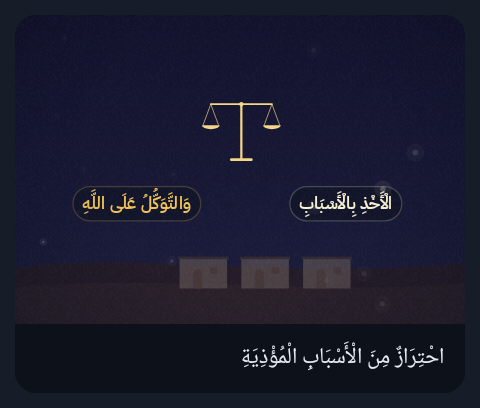 الْأَخْذِ بِالْأَسْبَابِ
وَالتَّوَكُّلُ عَلَى اللَّهِ
احْتِرَازٌ مِنَ الْأَسْبَابِ الْمُؤْذِيَةِ